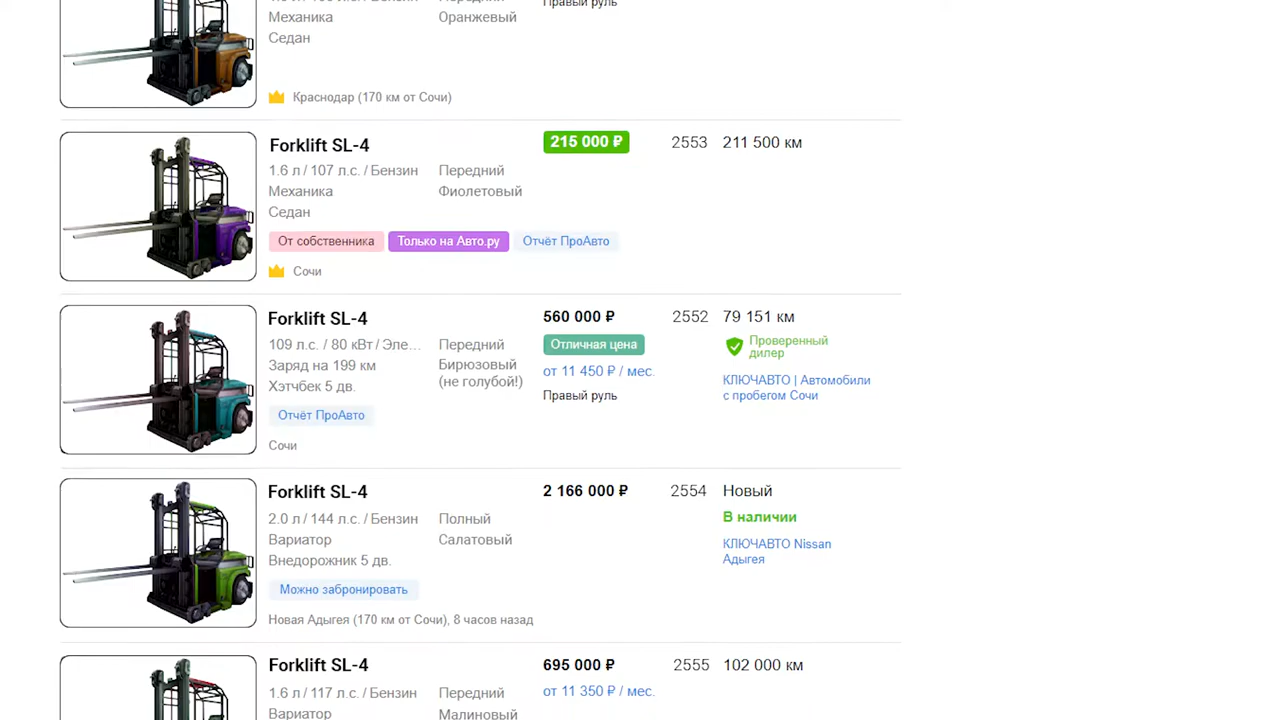 Правый руль
Механика
Оранжевый
Седан
Краснодар (170 км от Сочи)
Forklift SL-4
215 000 ₽
2553
211 500 км
1.6 л / 107 л.с. / Бензин
Передний
Механика
Фиолетовый
Седан
От собственника
Только на Авто.ру
Отчёт ПроАвто
Сочи
Forklift SL-4
560 000 ₽
2552
79 151 км
109 л.с. / 80 кВт / Эле...
Передний
Отличная цена
Проверенный
дилер
Заряд на 199 км
Бирюзовый
(не голубой!)
от 11 450 ₽ / мес.
КЛЮЧАВТО | Автомобили
с пробегом Сочи
Хэтчбек 5 дв.
Правый руль
Отчёт ПроАвто
Сочи
Forklift SL-4
2 166 000 ₽
2554
Новый
2.0 л / 144 л.с. / Бензин
Полный
В наличии
Вариатор
Салатовый
КЛЮЧАВТО Nissan
Адыгея
Внедорожник 5 дв.
Можно забронировать
Новая Адыгея (170 км от Сочи), 8 часов назад
Forklift SL-4
695 000 ₽
2555
102 000 км
1.6 л / 117 л.с. / Бензин
Передний
от 11 350 ₽ / мес.
Вариатор
Малиновый